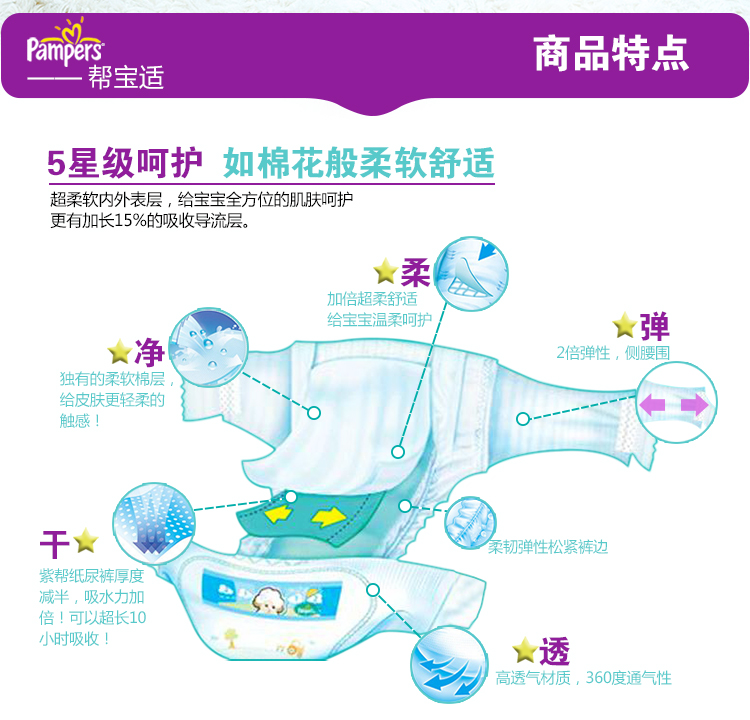 Pampers
帮宝适
商品特点
5星级呵护 如棉花般柔软舒适
超柔软内外表层，给宝宝全方位的肌肤呵护
更有加长15%的吸收导流层。
柔
加倍超柔舒适
给宝宝温柔呵护
弹
2倍弹性，侧腰围
净
独有的柔软棉层，
给皮肤更轻柔的
触感！
干
紫帮纸尿裤厚度
减半，吸水力加
倍！可以超长10
小时吸收！
柔韧弹性松紧裤边
透
高透气材质，360度通气性